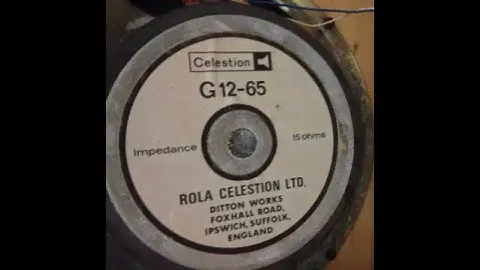 Celestion
G12-65
Impedance 15 ohms
ROLA CELESTION LTD.
DITTON WORKS
FOXHALL ROAD,
IPSWICH, SUFFOLK,
ENGLAND